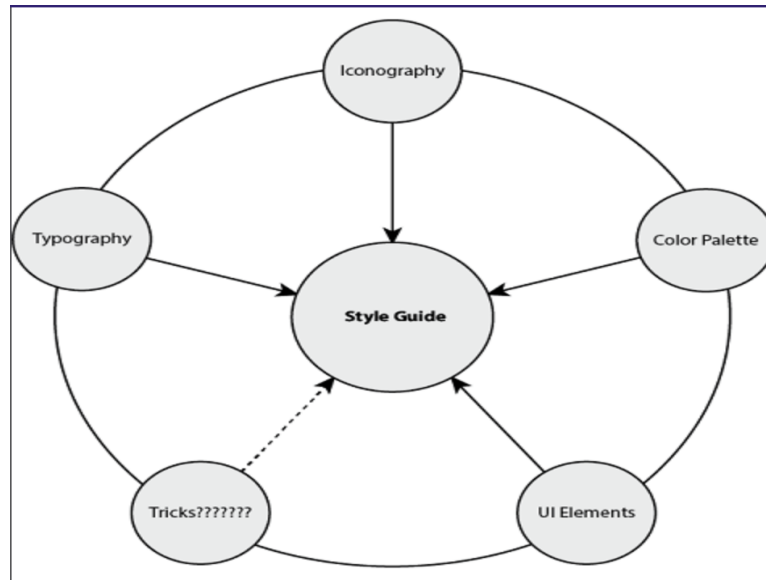 Iconography
Typography
Color Palette
Style Guide
Tricks???????
UI Elements